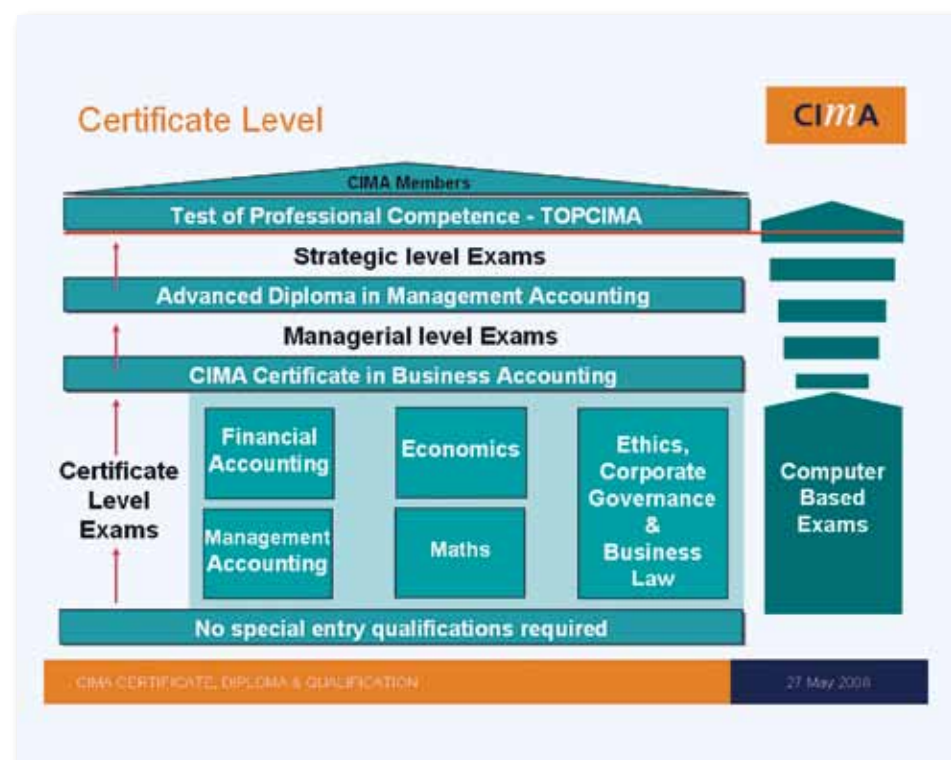 Certificate Level
CIMA
CIMA Members
Test of Professional Competence - TOPCIMA
Strategic level Exams
Advanced Diploma in Management Accounting
Managerial level Exams
CIMA Certificate in Business Accounting
Certificate
Level
Exams
Financial
Accounting
Economics
Ethics,
Corporate
Governance
&
Business
Law
Management
Accounting
Maths
Computer
Based
Exams
No special entry qualifications required
CIMA CERTIFICATE, DIPLOMA & QUALIFICATION
27 May 2008